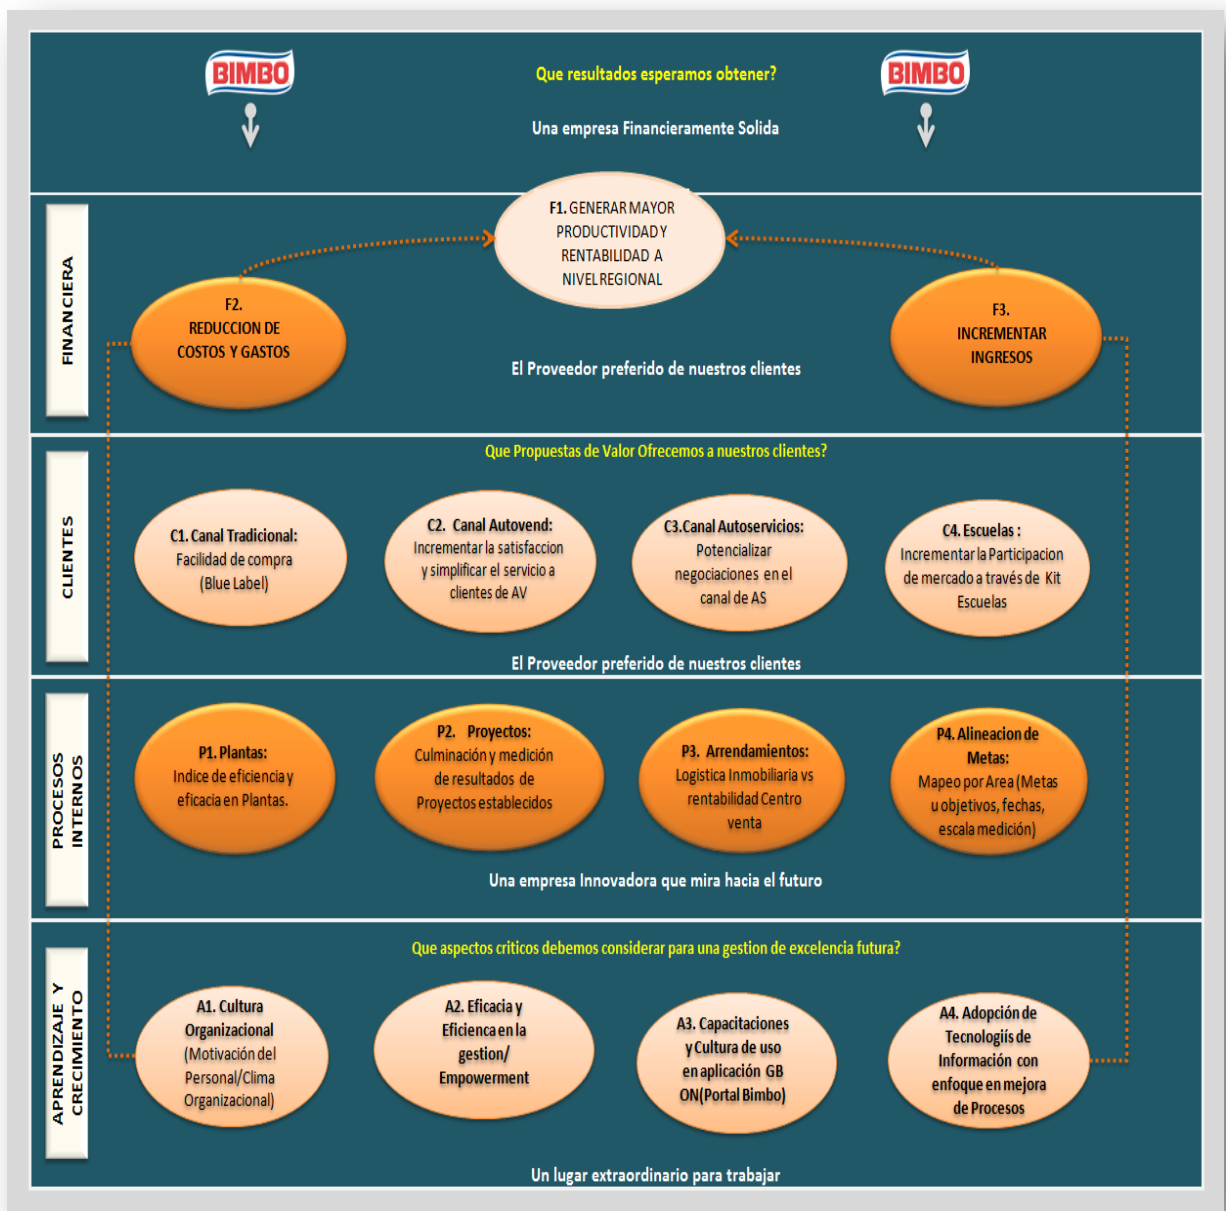 BIMBO
BIMBO
Que resultados esperamos obtener?
Una empresa Financieramente Solida
FINANCIERA
F1. GENERAR MAYOR
PRODUCTIVIDAD Y
RENTABILIDAD A
NIVEL REGIONAL
F2.
REDUCCION DE
COSTOS Y GASTOS
F3.
INCREMENTAR
INGRESOS
El Proveedor preferido de nuestros clientes
CLIENTES
Que Propuestas de Valor Ofrecemos a nuestros clientes?
C1. Canal Tradicional:
Facilidad de compra
(Blue Label)
C2. Canal Autovend:
Incrementar la satisfaccion
y simplificar el servicio a
clientes de AV
C3.Canal Autoservicios:
Potencializar
negociaciones en el
canal de AS
C4. Escuelas :
Incrementar la Participacion
de mercado a través de Kit
Escuelas
El Proveedor preferido de nuestros clientes
PROCESOS
INTERNOS
P1. Plantas:
Indice de eficiencia y
eficacia en Plantas.
P2. Proyectos:
Culminación y medición
de resultados de
Proyectos establecidos
P3. Arrendamientos:
Logistica Inmobiliaria vs
rentabilidad Centro
venta
P4. Alineacion de
Metas:
Mapeo por Area (Metas
u objetivos, fechas,
escala medición)
Una empresa Innovadora que mira hacia el futuro
APRENDIZAJE Y
CRECIMIENTO
Que aspectos criticos debemos considerar para una gestion de excelencia futura?
A1. Cultura
Organizacional
(Motivación del
Personal/Clima
Organizacional)
A2. Eficacia y
Eficienca en la
gestion/
Empowerment
A3. Capacitaciones
y Cultura de uso
en aplicación GB
ON(Portal Bimbo)
A4. Adopción de
Tecnologiís de
Información con
enfoque en mejora
de Procesos
Un lugar extraordinario para trabajar